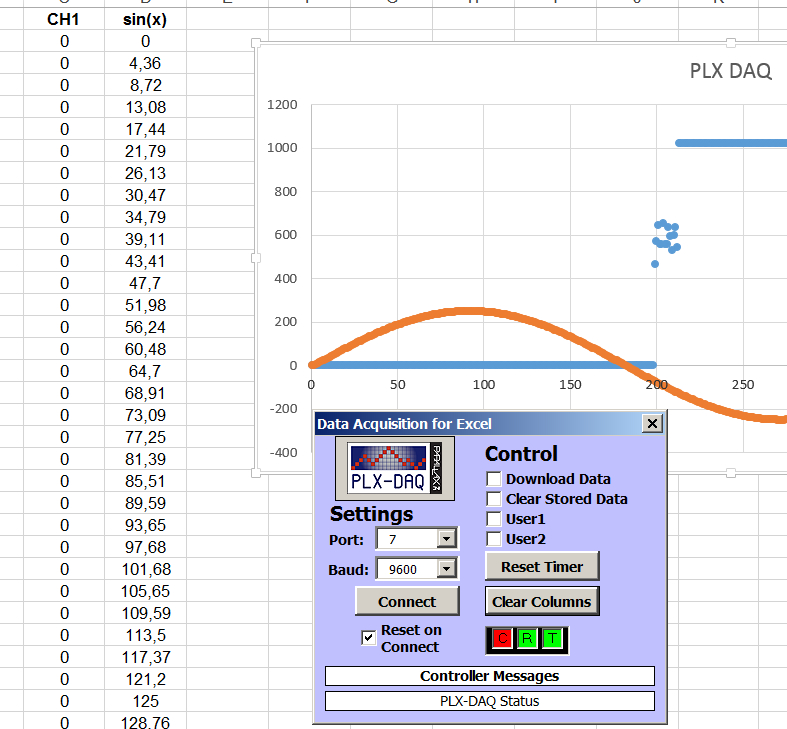 CH1 sin(x)
0 0
0 4,36
0 8,72
0 13,08
0 17,44
0 21,79
0 26,13
0 30,47
0 34,79
0 39,11
0 43,41
0 47,7
0 51,98
0 56,24
0 60,48
0 64,7
0 68,91
0 73,09
0 77,25
0 81,39
0 85,51
0 89,59
0 93,65
0 97,68
0 101,68
0 105,65
0 109,59
0 113,5
0 117,37
0 121,2
0 125
0 128,76
PLX DAQ
1200
1000
800
600
400
200
0
-200
-400
0 50 100 150 200 250
Data Acquisition for Excel
PLX-DAQ
PARALLAX
Settings
Port: 7
Baud: 9600
Connect
Reset on
Connect
Control
Download Data
Clear Stored Data
User1
User2
Reset Timer
Clear Columns
C R T
Controller Messages
PLX-DAQ Status